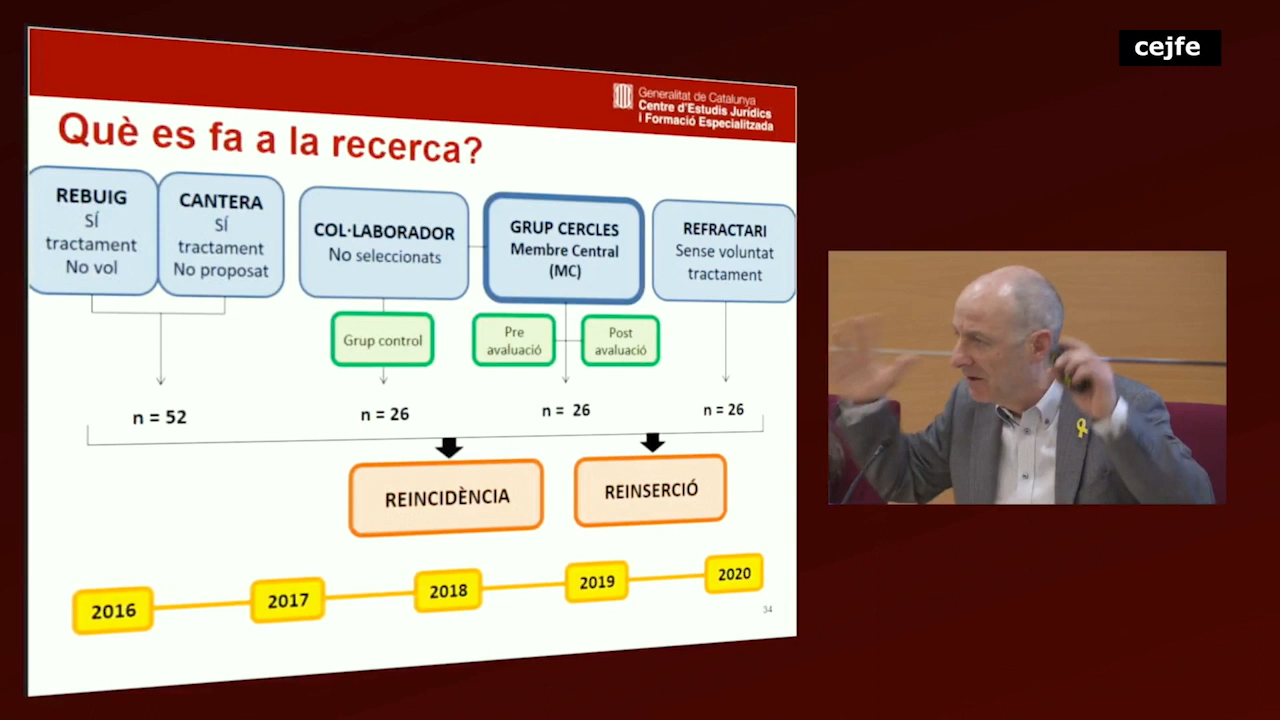 cejfe
Generalitat de Catalunya
Centre d'Estudis Jurídics
i Formació Especialitzada
Què es fa a la recerca?
REBUIG
SÍ
tractament
No vol
CANTERA
SÍ
tractament
No proposat
COL·LABORADOR
No seleccionats
GRUP CERCLES
Membre Central
(MC)
REFRACTARI
Sense voluntat
tractament
Grup control
Pre
avaluació
Post
avaluació
n = 52
n = 26
n = 26
n = 26
REINCIDÈNCIA
REINSERCIÓ
2016
2017
2018
2019
2020
34